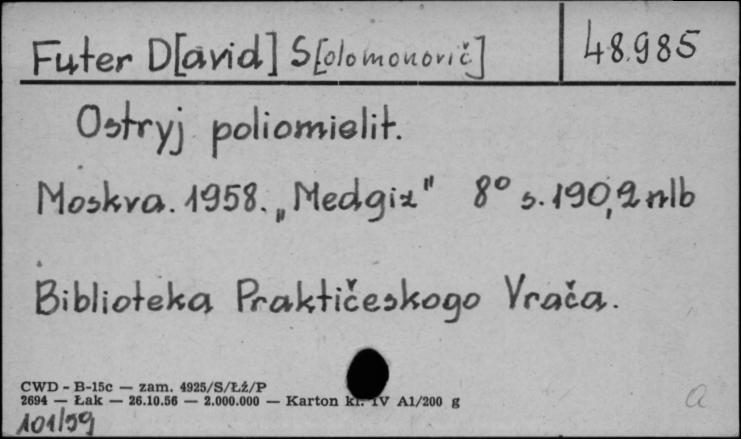 Futer D[avid] S[olomonovič] 48.985
Ostryj poliomielit.
Moskva. 1958. „Medgiz" 8° s. 190, 2 nlb
Biblioteka Praktičeskogo Vrača.
CWD - B-15c — zam. 4925/S/Łź/P
2694 — Łak — 26.10.56 — 2.000.000 — Karton kl. IV A1/200 g
a
101/59